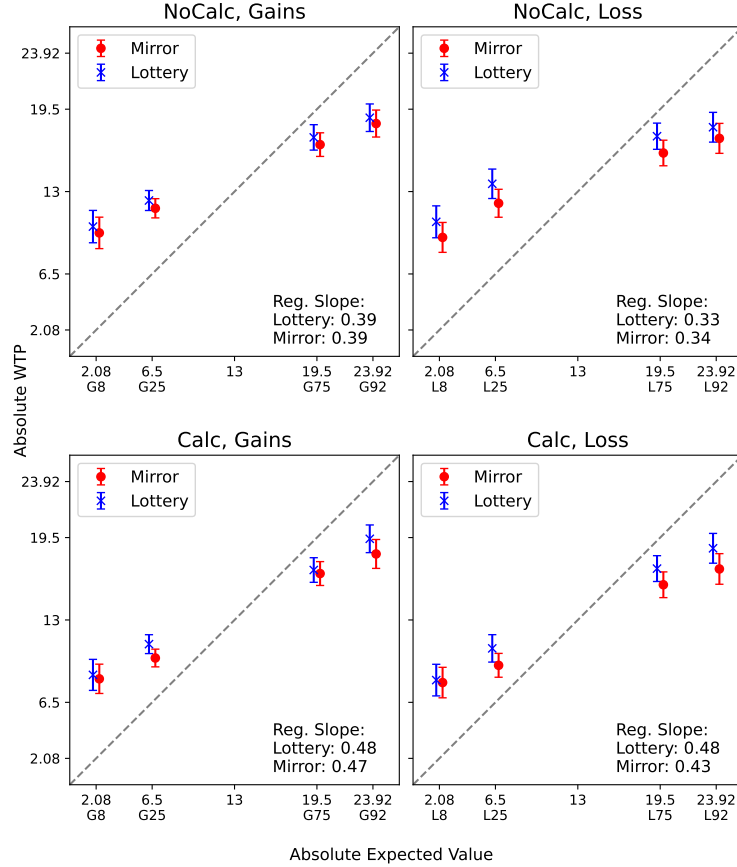 NoCalc, Gains
Mirror
Lottery
23.92
19.5
13
6.5
2.08
Reg. Slope:
Lottery: 0.39
Mirror: 0.39
2.08 6.5 13 19.5 23.92
G8 G25 G75 G92
NoCalc, Loss
Mirror
Lottery
Reg. Slope:
Lottery: 0.33
Mirror: 0.34
2.08 6.5 13 19.5 23.92
L8 L25 L75 L92
Absolute WTP
Calc, Gains
Mirror
Lottery
23.92
19.5
13
6.5
2.08
Reg. Slope:
Lottery: 0.48
Mirror: 0.47
2.08 6.5 13 19.5 23.92
G8 G25 G75 G92
Calc, Loss
Mirror
Lottery
Reg. Slope:
Lottery: 0.48
Mirror: 0.43
2.08 6.5 13 19.5 23.92
L8 L25 L75 L92
Absolute Expected Value